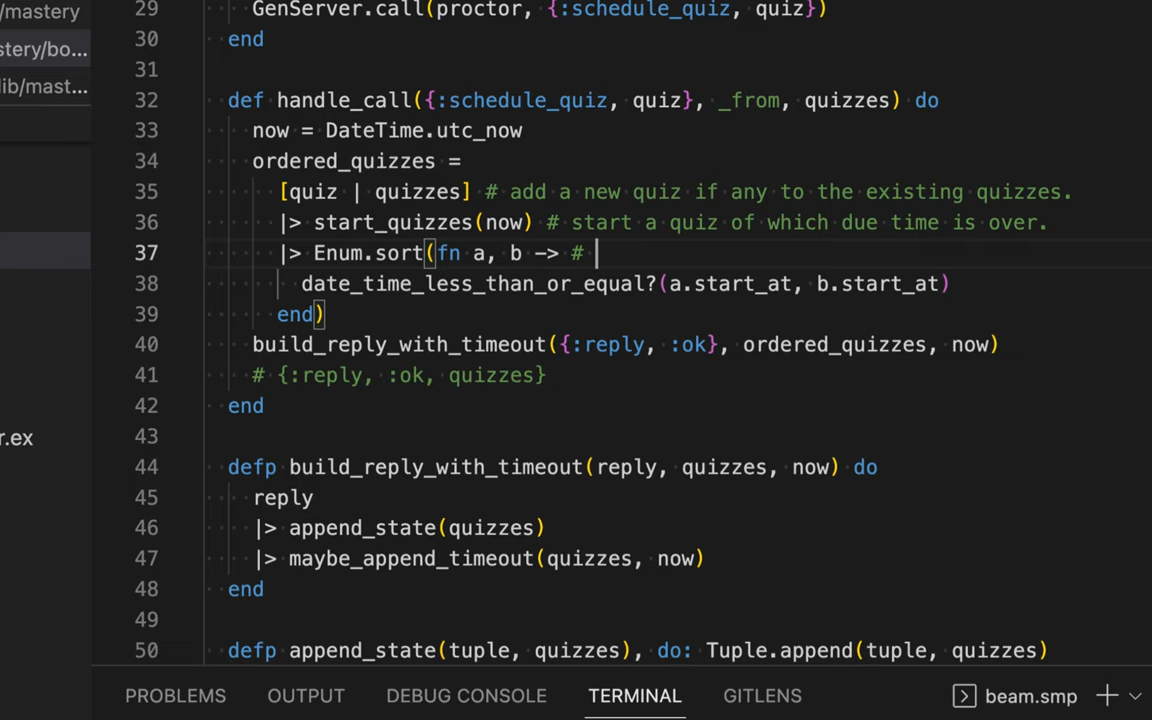 /mastery
stery/bo...
lib/mast...
r.ex
29 GenServer.call(proctor, {:schedule_quiz, quiz})
30 end
31
32 def handle_call({:schedule_quiz, quiz}, _from, quizzes) do
33 now = DateTime.utc_now
34 ordered_quizzes =
35 [quiz | quizzes] # add a new quiz if any to the existing quizzes.
36 |> start_quizzes(now) # start a quiz of which due time is over.
37 |> Enum.sort(fn a, b -> #
38 date_time_less_than_or_equal?(a.start_at, b.start_at)
39 end)
40 build_reply_with_timeout({:reply, :ok}, ordered_quizzes, now)
41 # {:reply, :ok, quizzes}
42 end
43
44 defp build_reply_with_timeout(reply, quizzes, now) do
45 reply
46 |> append_state(quizzes)
47 |> maybe_append_timeout(quizzes, now)
48 end
49
50 defp append_state(tuple, quizzes), do: Tuple.append(tuple, quizzes)
PROBLEMS OUTPUT DEBUG CONSOLE TERMINAL GITLENS beam.smp